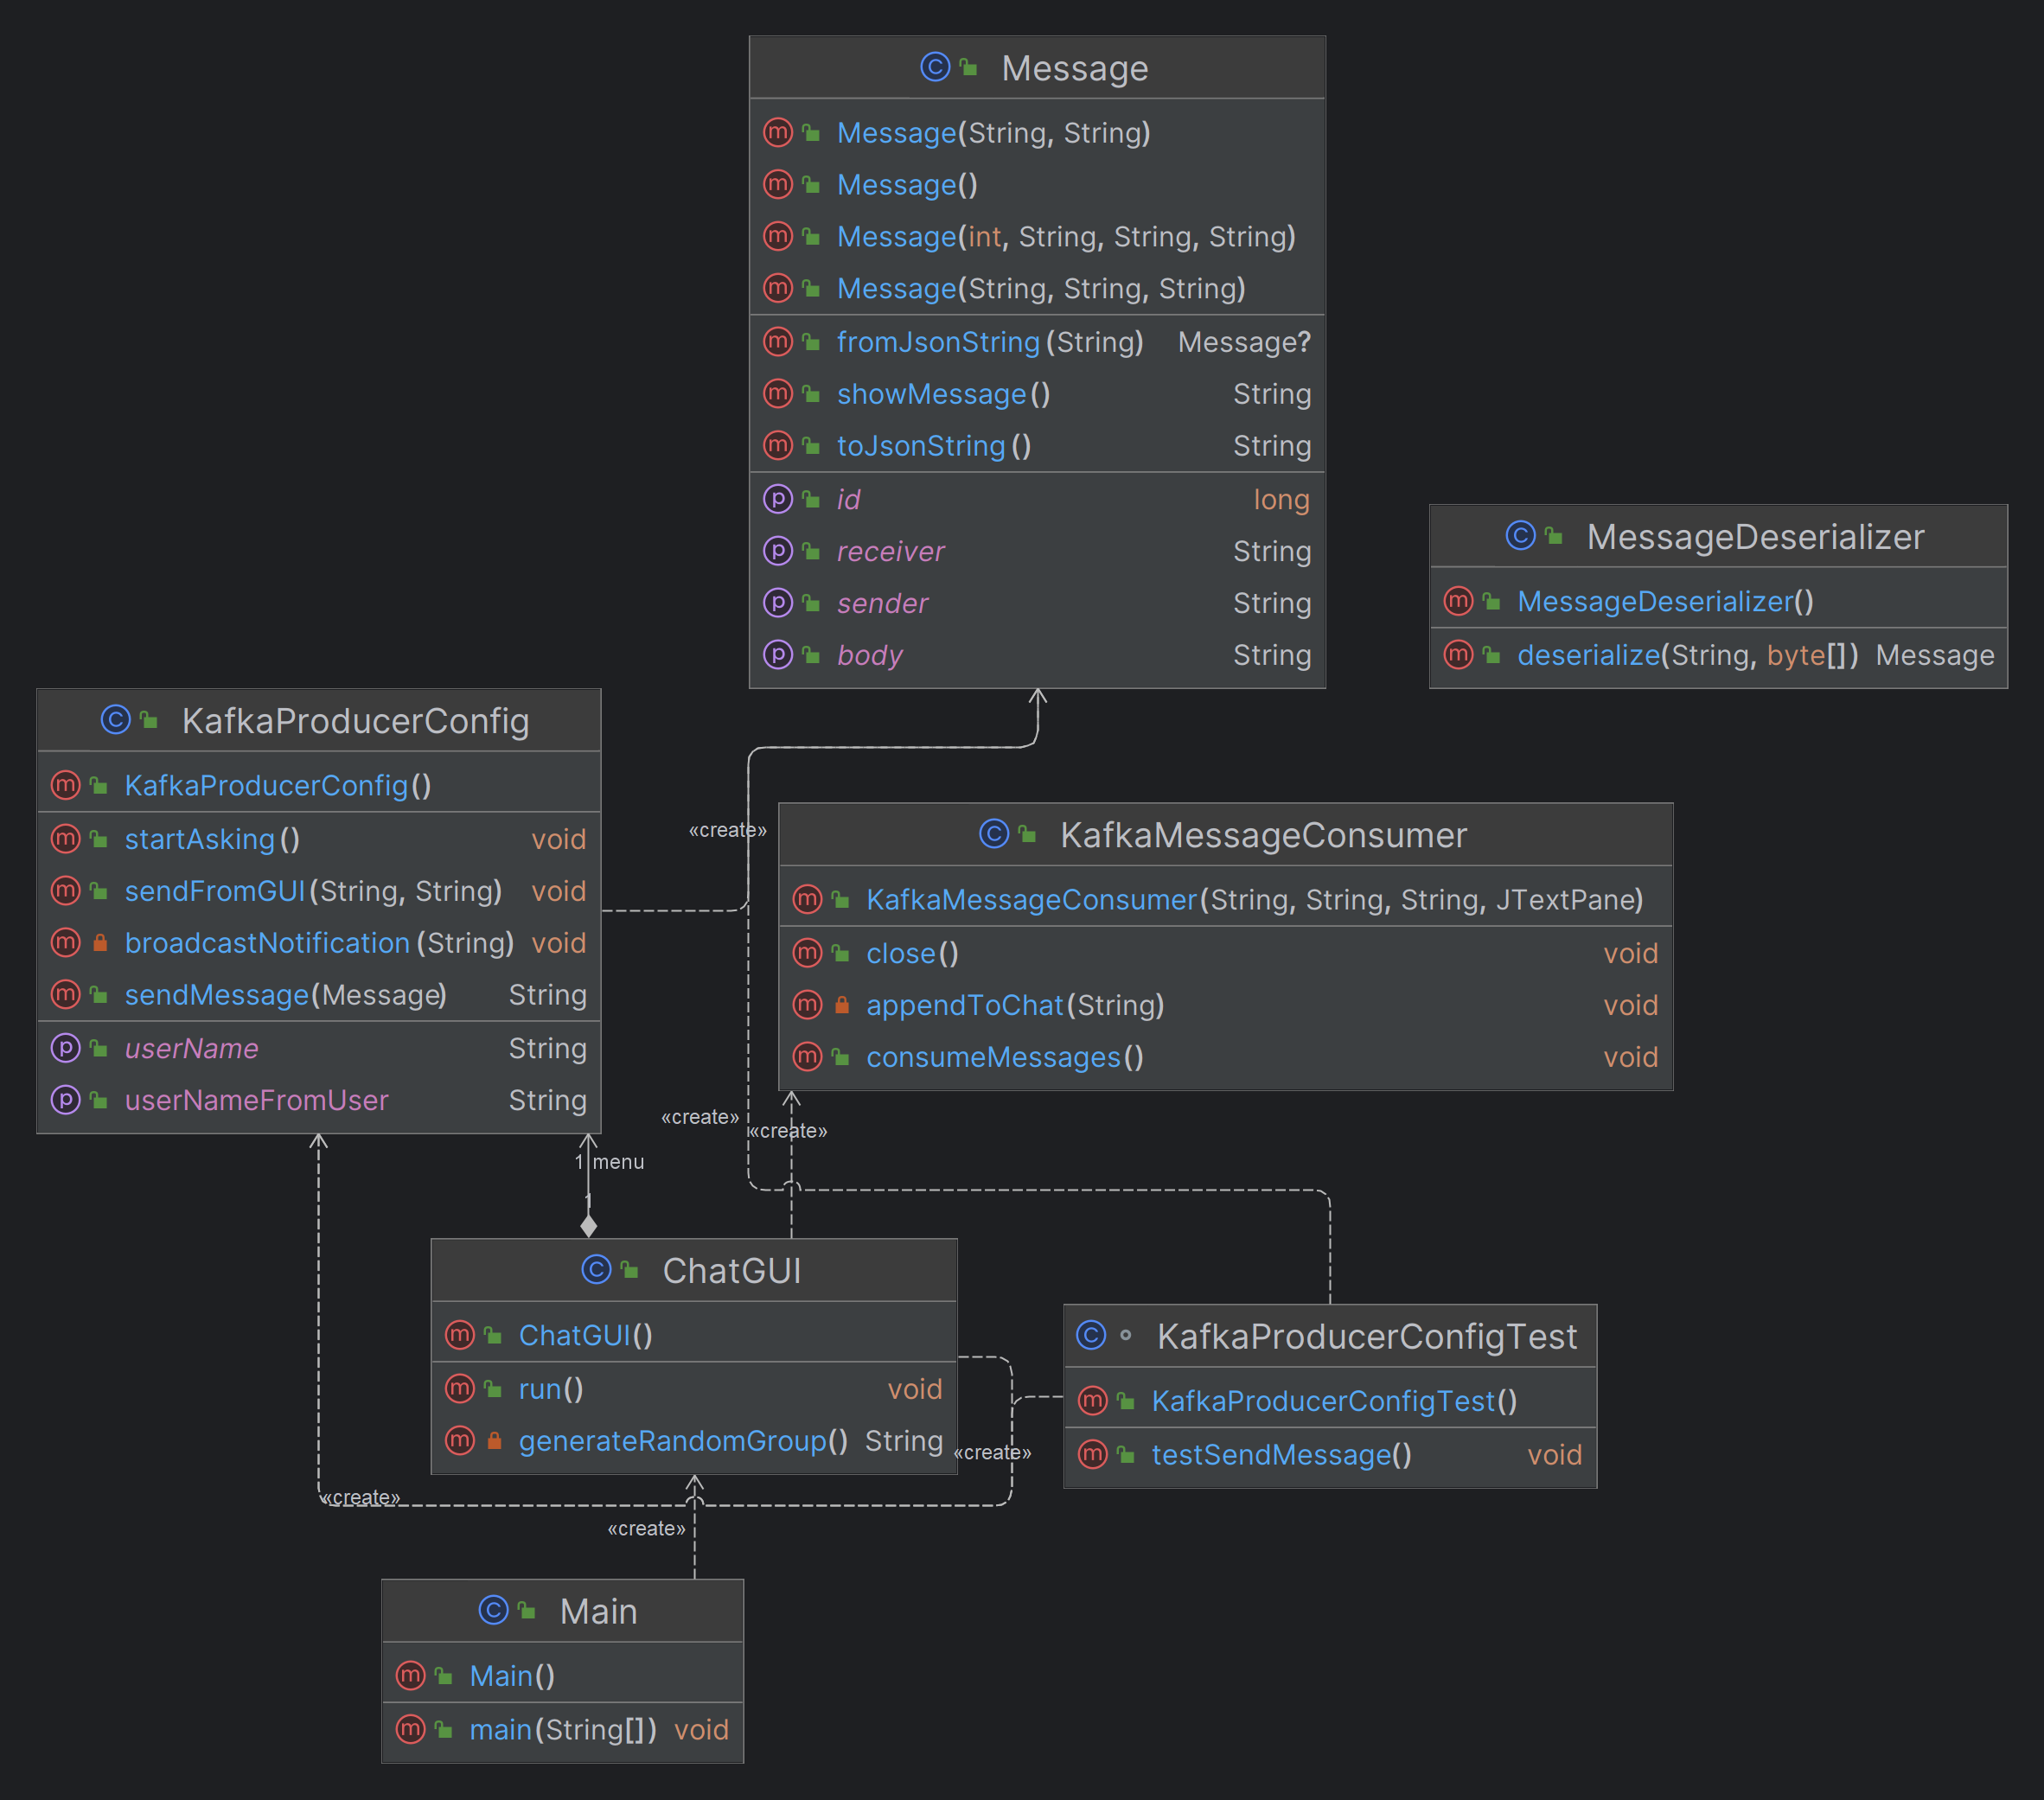 Message
Message(String, String)
Message()
Message(int, String, String, String)
Message(String, String, String)
fromJsonString(String) Message?
showMessage() String
toJsonString() String
id long
receiver String
sender String
body String
MessageDeserializer
MessageDeserializer()
deserialize(String, byte[]) Message
KafkaProducerConfig
KafkaProducerConfig()
startAsking() void
sendFromGUI(String, String) void
broadcastNotification(String) void
sendMessage(Message) String
userName String
userNameFromUser String
«create»
KafkaMessageConsumer
KafkaMessageConsumer(String, String, String, JTextPane)
close() void
appendToChat(String) void
consumeMessages() void
«create»
«create»
1 menu
1
ChatGUI
ChatGUI()
run() void
generateRandomGroup() String
KafkaProducerConfigTest
KafkaProducerConfigTest()
testSendMessage() void
«create»
«create»
«create»
Main
Main()
main(String[]) void